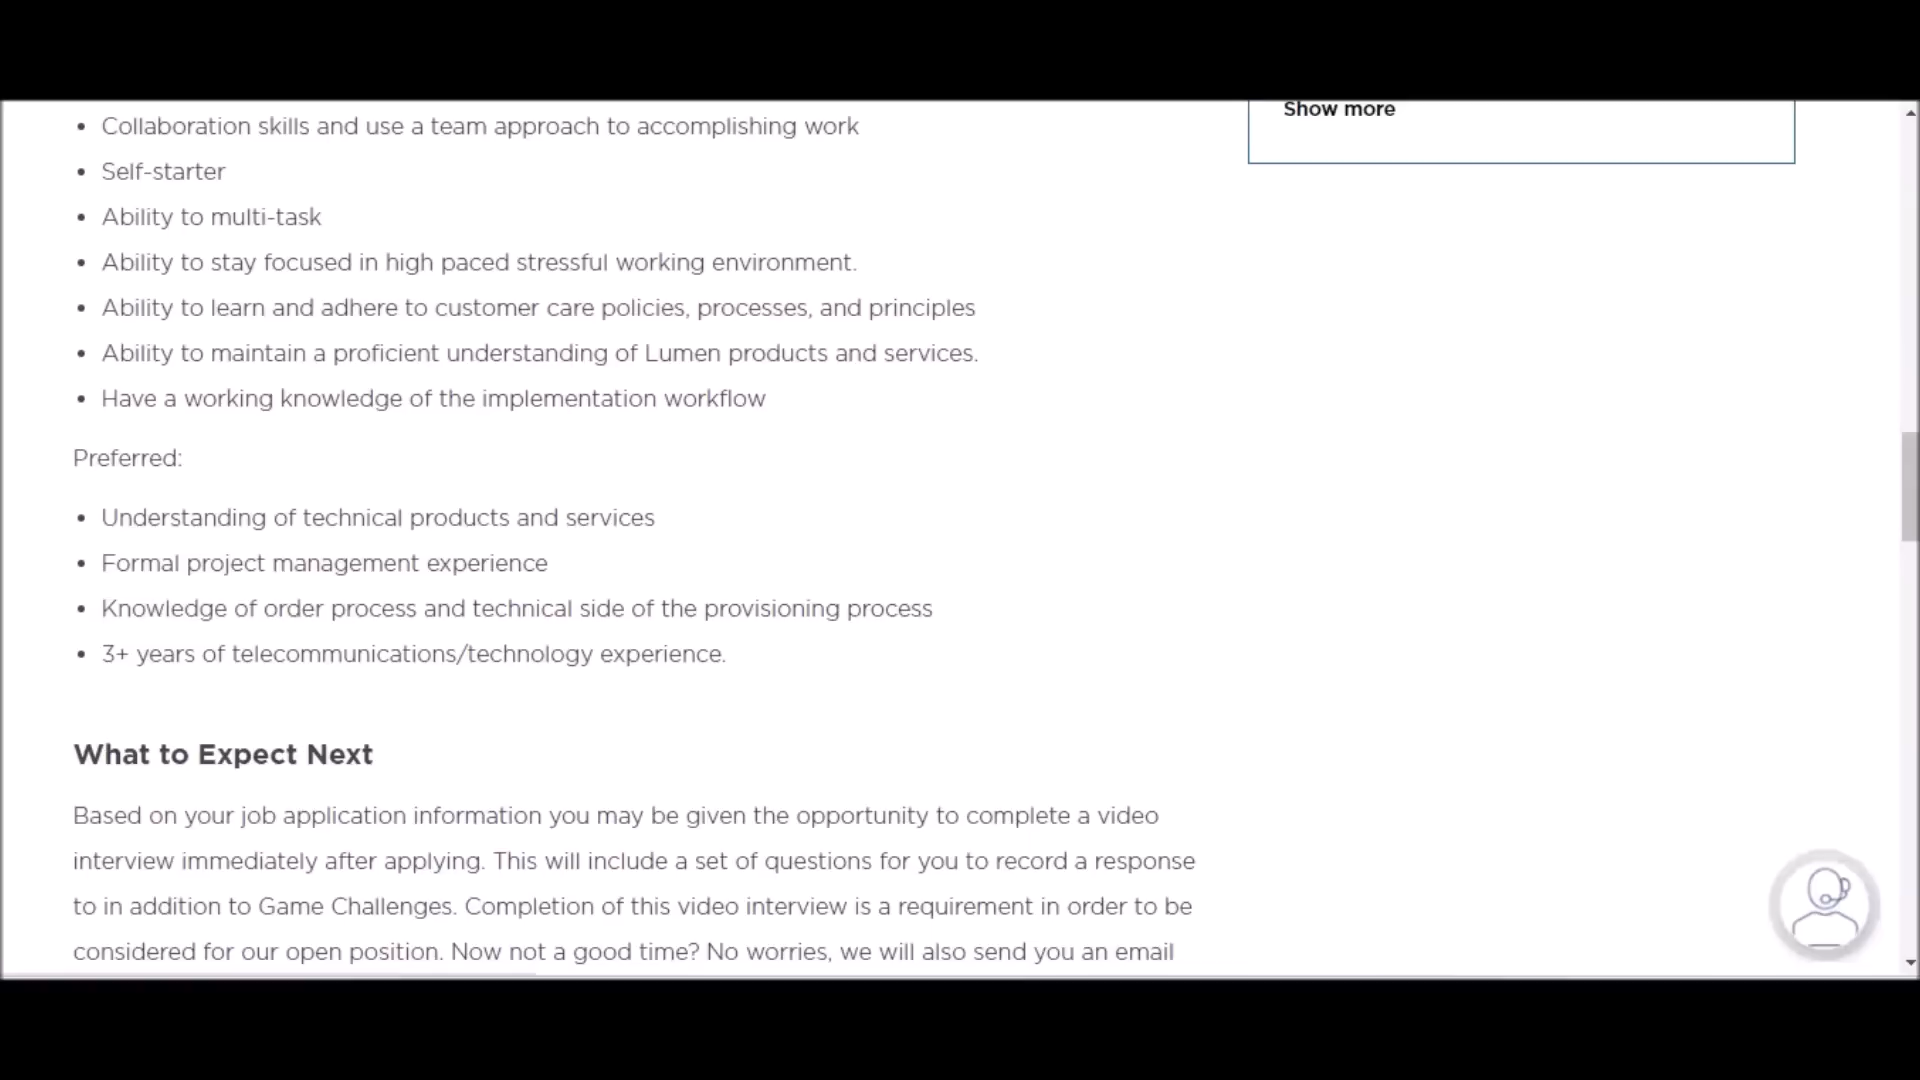 Show more
• Collaboration skills and use a team approach to accomplishing work
• Self-starter
• Ability to multi-task
• Ability to stay focused in high paced stressful working environment.
• Ability to learn and adhere to customer care policies, processes, and principles
• Ability to maintain a proficient understanding of Lumen products and services.
• Have a working knowledge of the implementation workflow
Preferred:
• Understanding of technical products and services
• Formal project management experience
• Knowledge of order process and technical side of the provisioning process
• 3+ years of telecommunications/technology experience.
What to Expect Next
Based on your job application information you may be given the opportunity to complete a video
interview immediately after applying. This will include a set of questions for you to record a response
to in addition to Game Challenges. Completion of this video interview is a requirement in order to be
considered for our open position. Now not a good time? No worries, we will also send you an email